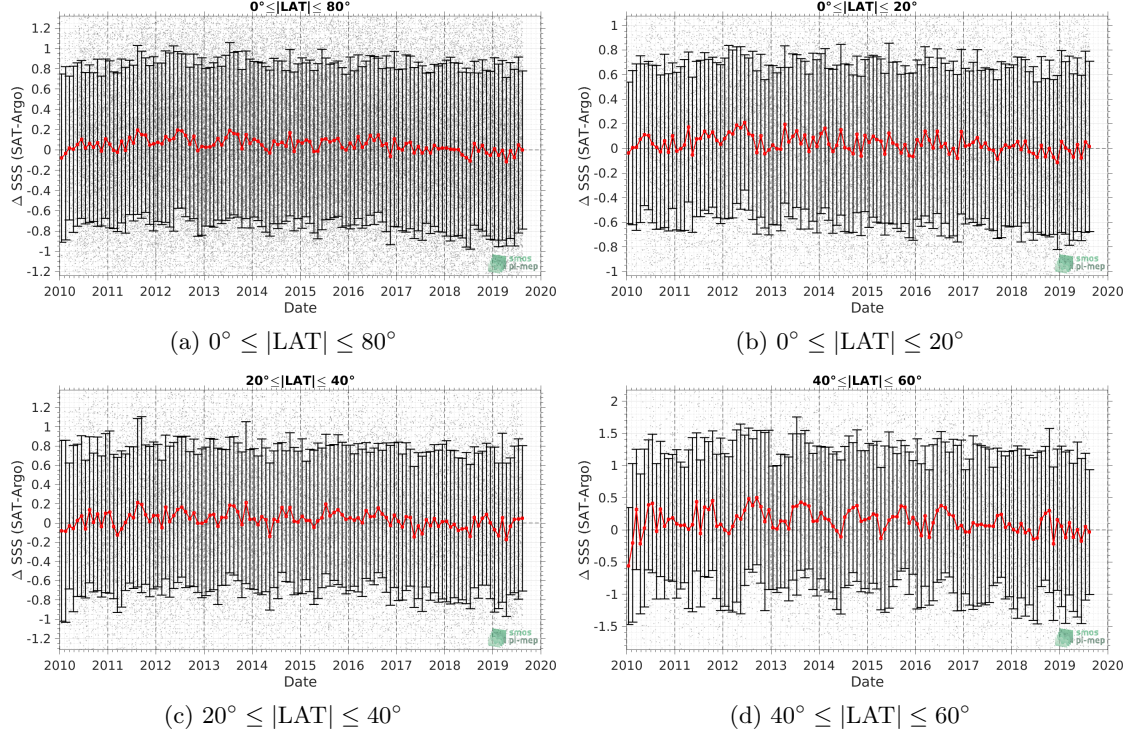 0°≤|LAT|≤ 80°
Δ SSS (SAT-Argo)
1.2
1
0.8
0.6
0.4
0.2
0
-0.2
-0.4
-0.6
-0.8
-1
-1.2
2010 2011 2012 2013 2014 2015 2016 2017 2018 2019 2020
Date
smos
pi-mep
(a) 0° ≤ |LAT| ≤ 80°
0°≤|LAT|≤ 20°
Δ SSS (SAT-Argo)
1
0.8
0.6
0.4
0.2
0
-0.2
-0.4
-0.6
-0.8
-1
2010 2011 2012 2013 2014 2015 2016 2017 2018 2019 2020
Date
smos
pi-mep
(b) 0° ≤ |LAT| ≤ 20°
20°≤|LAT|≤ 40°
Δ SSS (SAT-Argo)
1.2
1
0.8
0.6
0.4
0.2
0
-0.2
-0.4
-0.6
-0.8
-1
-1.2
2010 2011 2012 2013 2014 2015 2016 2017 2018 2019 2020
Date
smos
pi-mep
(c) 20° ≤ |LAT| ≤ 40°
40°≤|LAT|≤ 60°
Δ SSS (SAT-Argo)
2
1.5
1
0.5
0
-0.5
-1
-1.5
2010 2011 2012 2013 2014 2015 2016 2017 2018 2019 2020
Date
smos
pi-mep
(d) 40° ≤ |LAT| ≤ 60°